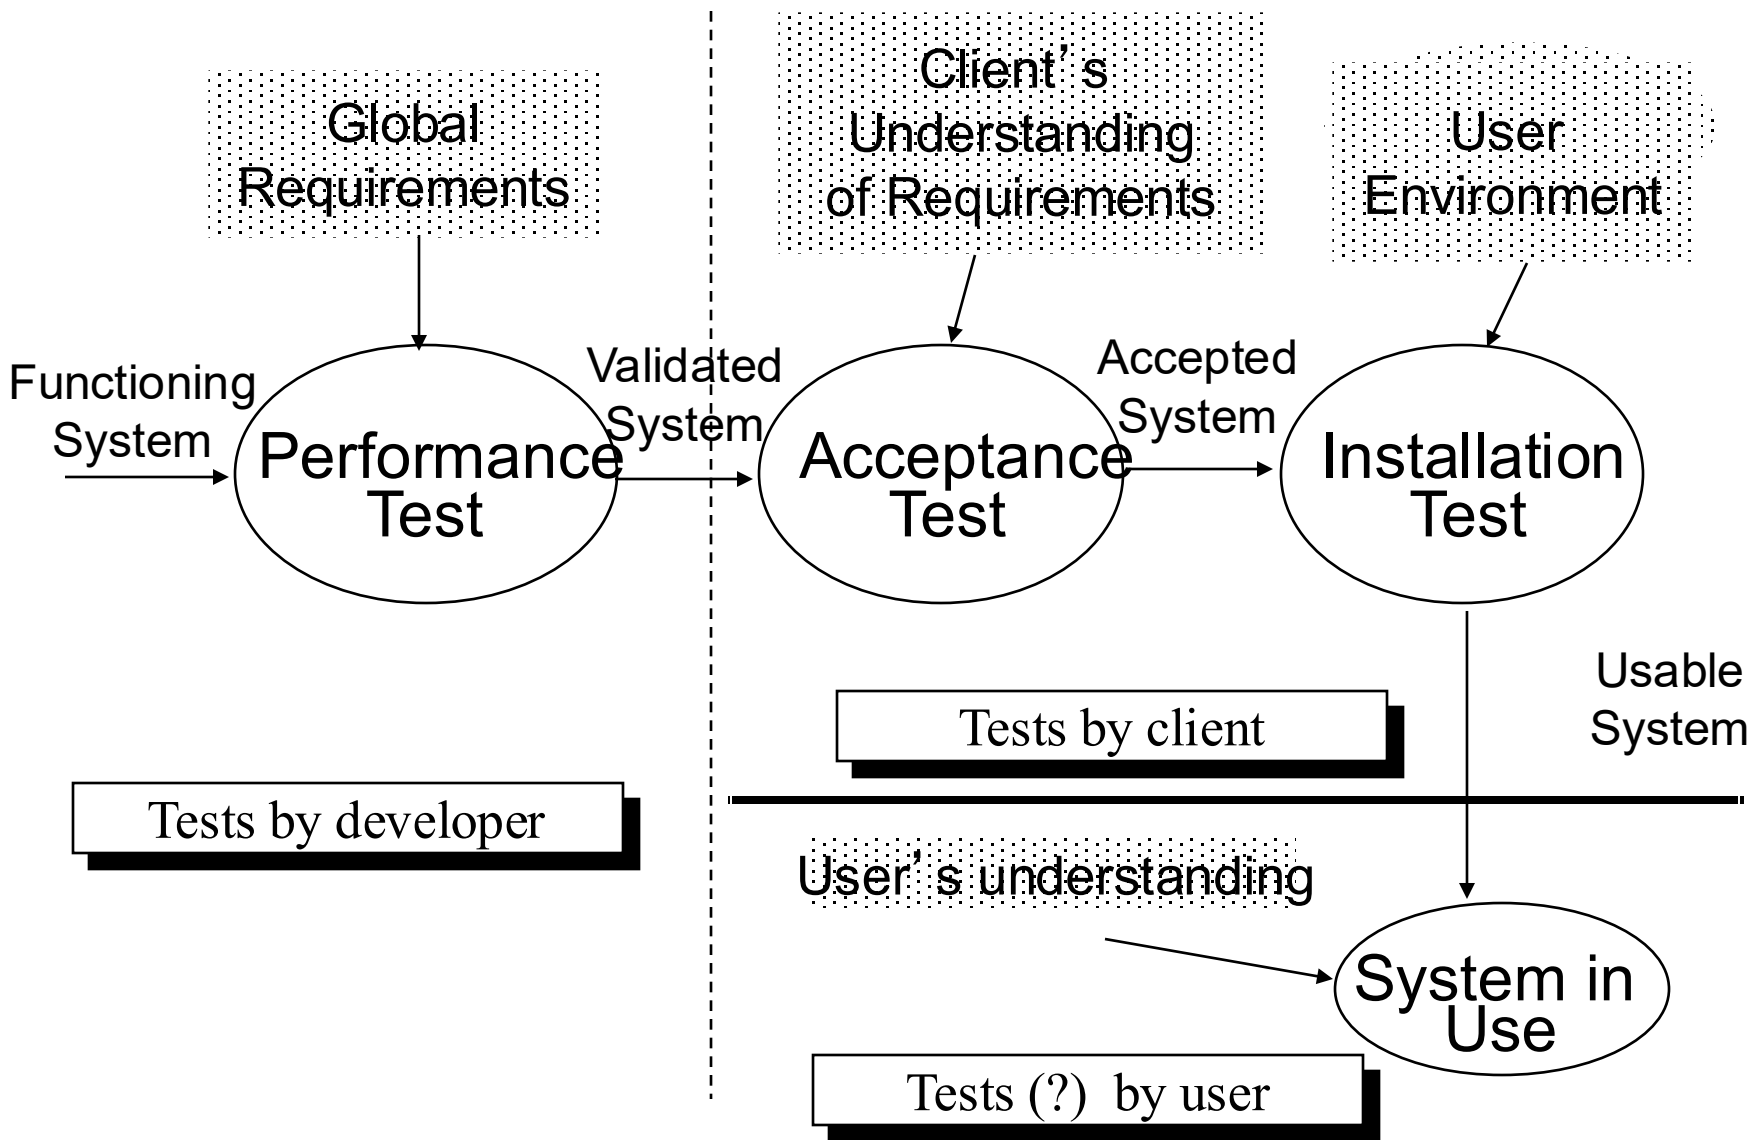 Global
Requirements
Client’s
Understanding
of Requirements
User
Environment
Functioning
System
Performance
Test
Validated
System
Acceptance
Test
Accepted
System
Installation
Test
Usable
System
Tests by client
Tests by developer
User’s understanding
System in
Use
Tests (?) by user